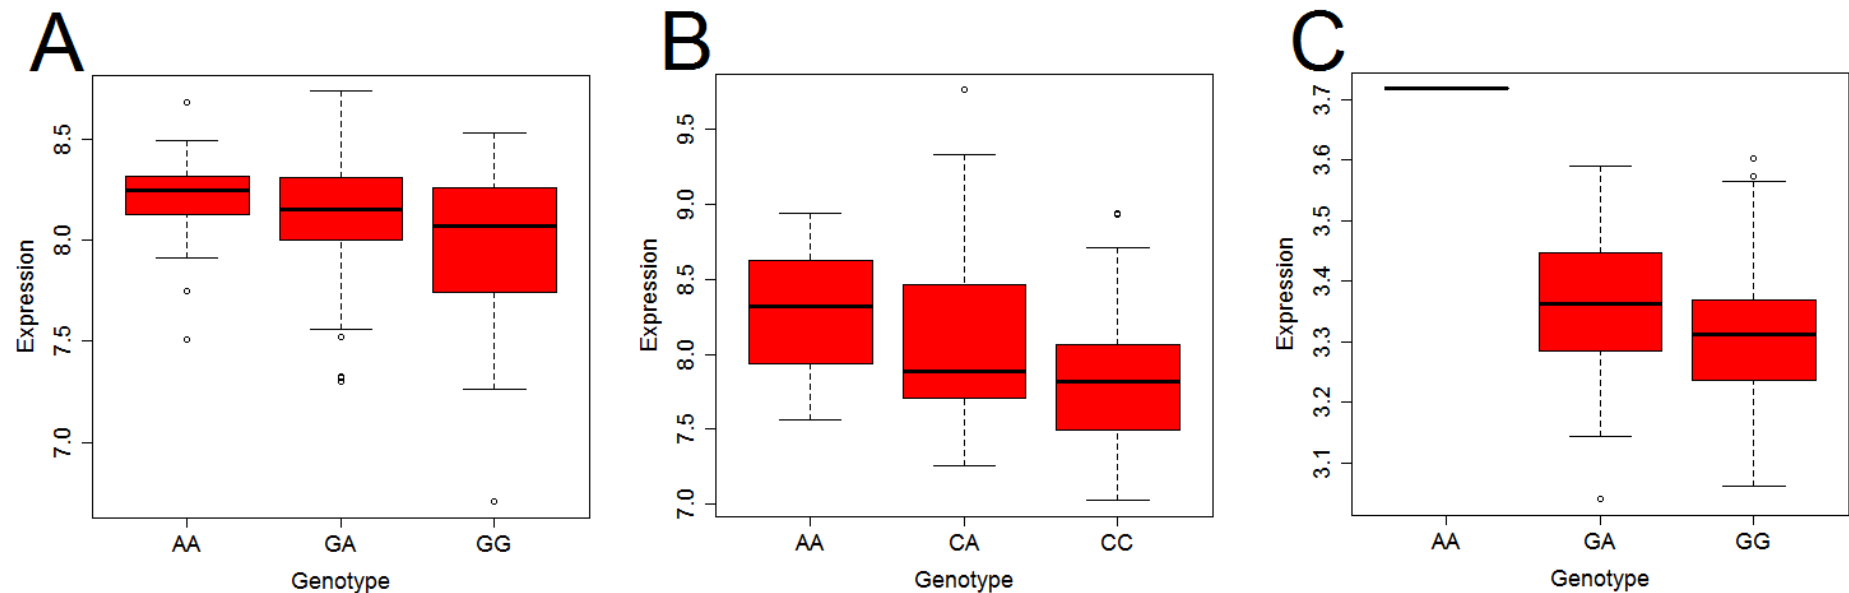 A
Expression
8.5
8.0
7.5
7.0
AA GA GG
Genotype
B
Expression
9.5
9.0
8.5
8.0
7.5
7.0
AA CA CC
Genotype
C
Expression
3.7
3.6
3.5
3.4
3.3
3.2
3.1
AA GA GG
Genotype